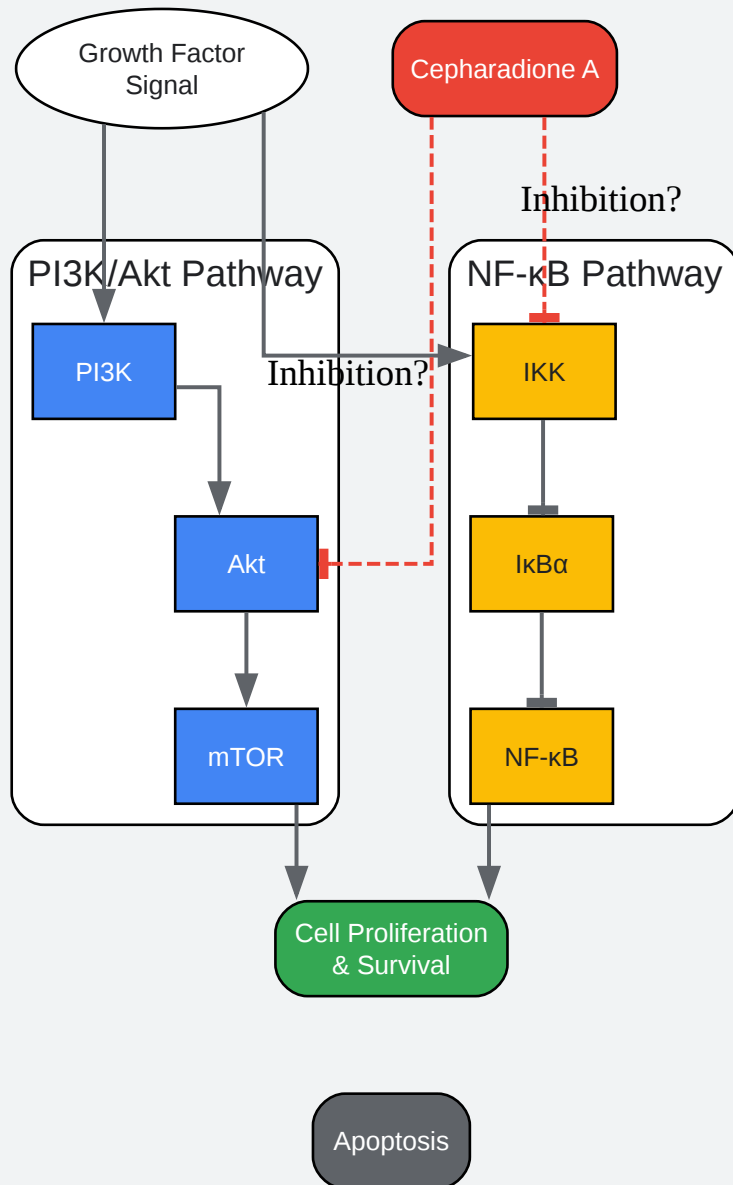 Growth Factor
Signal
Cepharadione A
Inhibition?
PI3K/Akt Pathway
NF-κB Pathway
PI3K
Inhibition?
IKK
Akt
IκBα
mTOR
NF-κB
Cell Proliferation
& Survival
Apoptosis